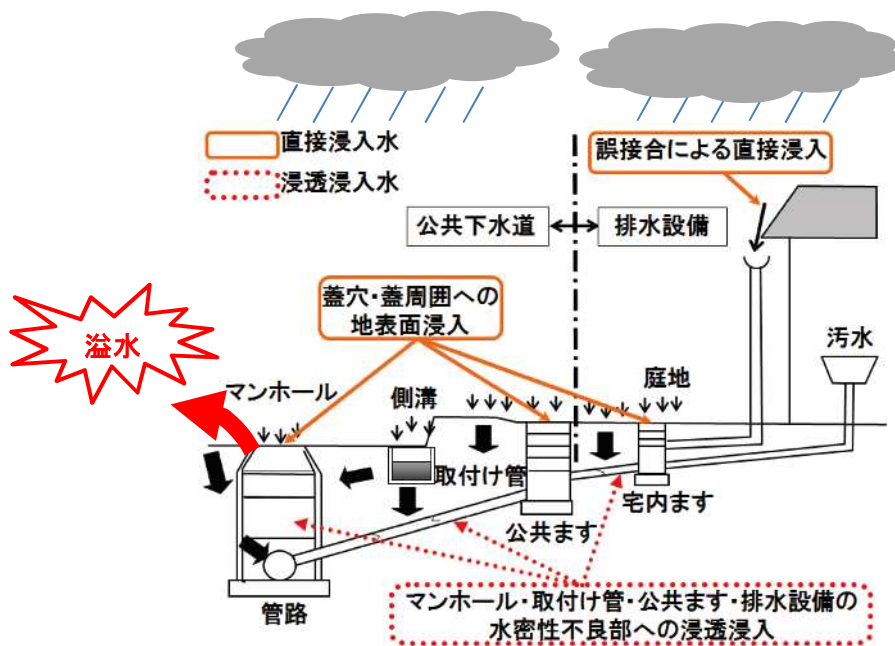 直接浸入水
浸透浸入水
誤接合による直接浸入
公共下水道
排水設備
蓋穴・蓋周囲への
地表面浸入
溢水
汚水
マンホール
側溝
庭地
取付け管
公共ます
宅内ます
管路
マンホール・取付け管・公共ます・排水設備の
水密性不良部への浸透浸入